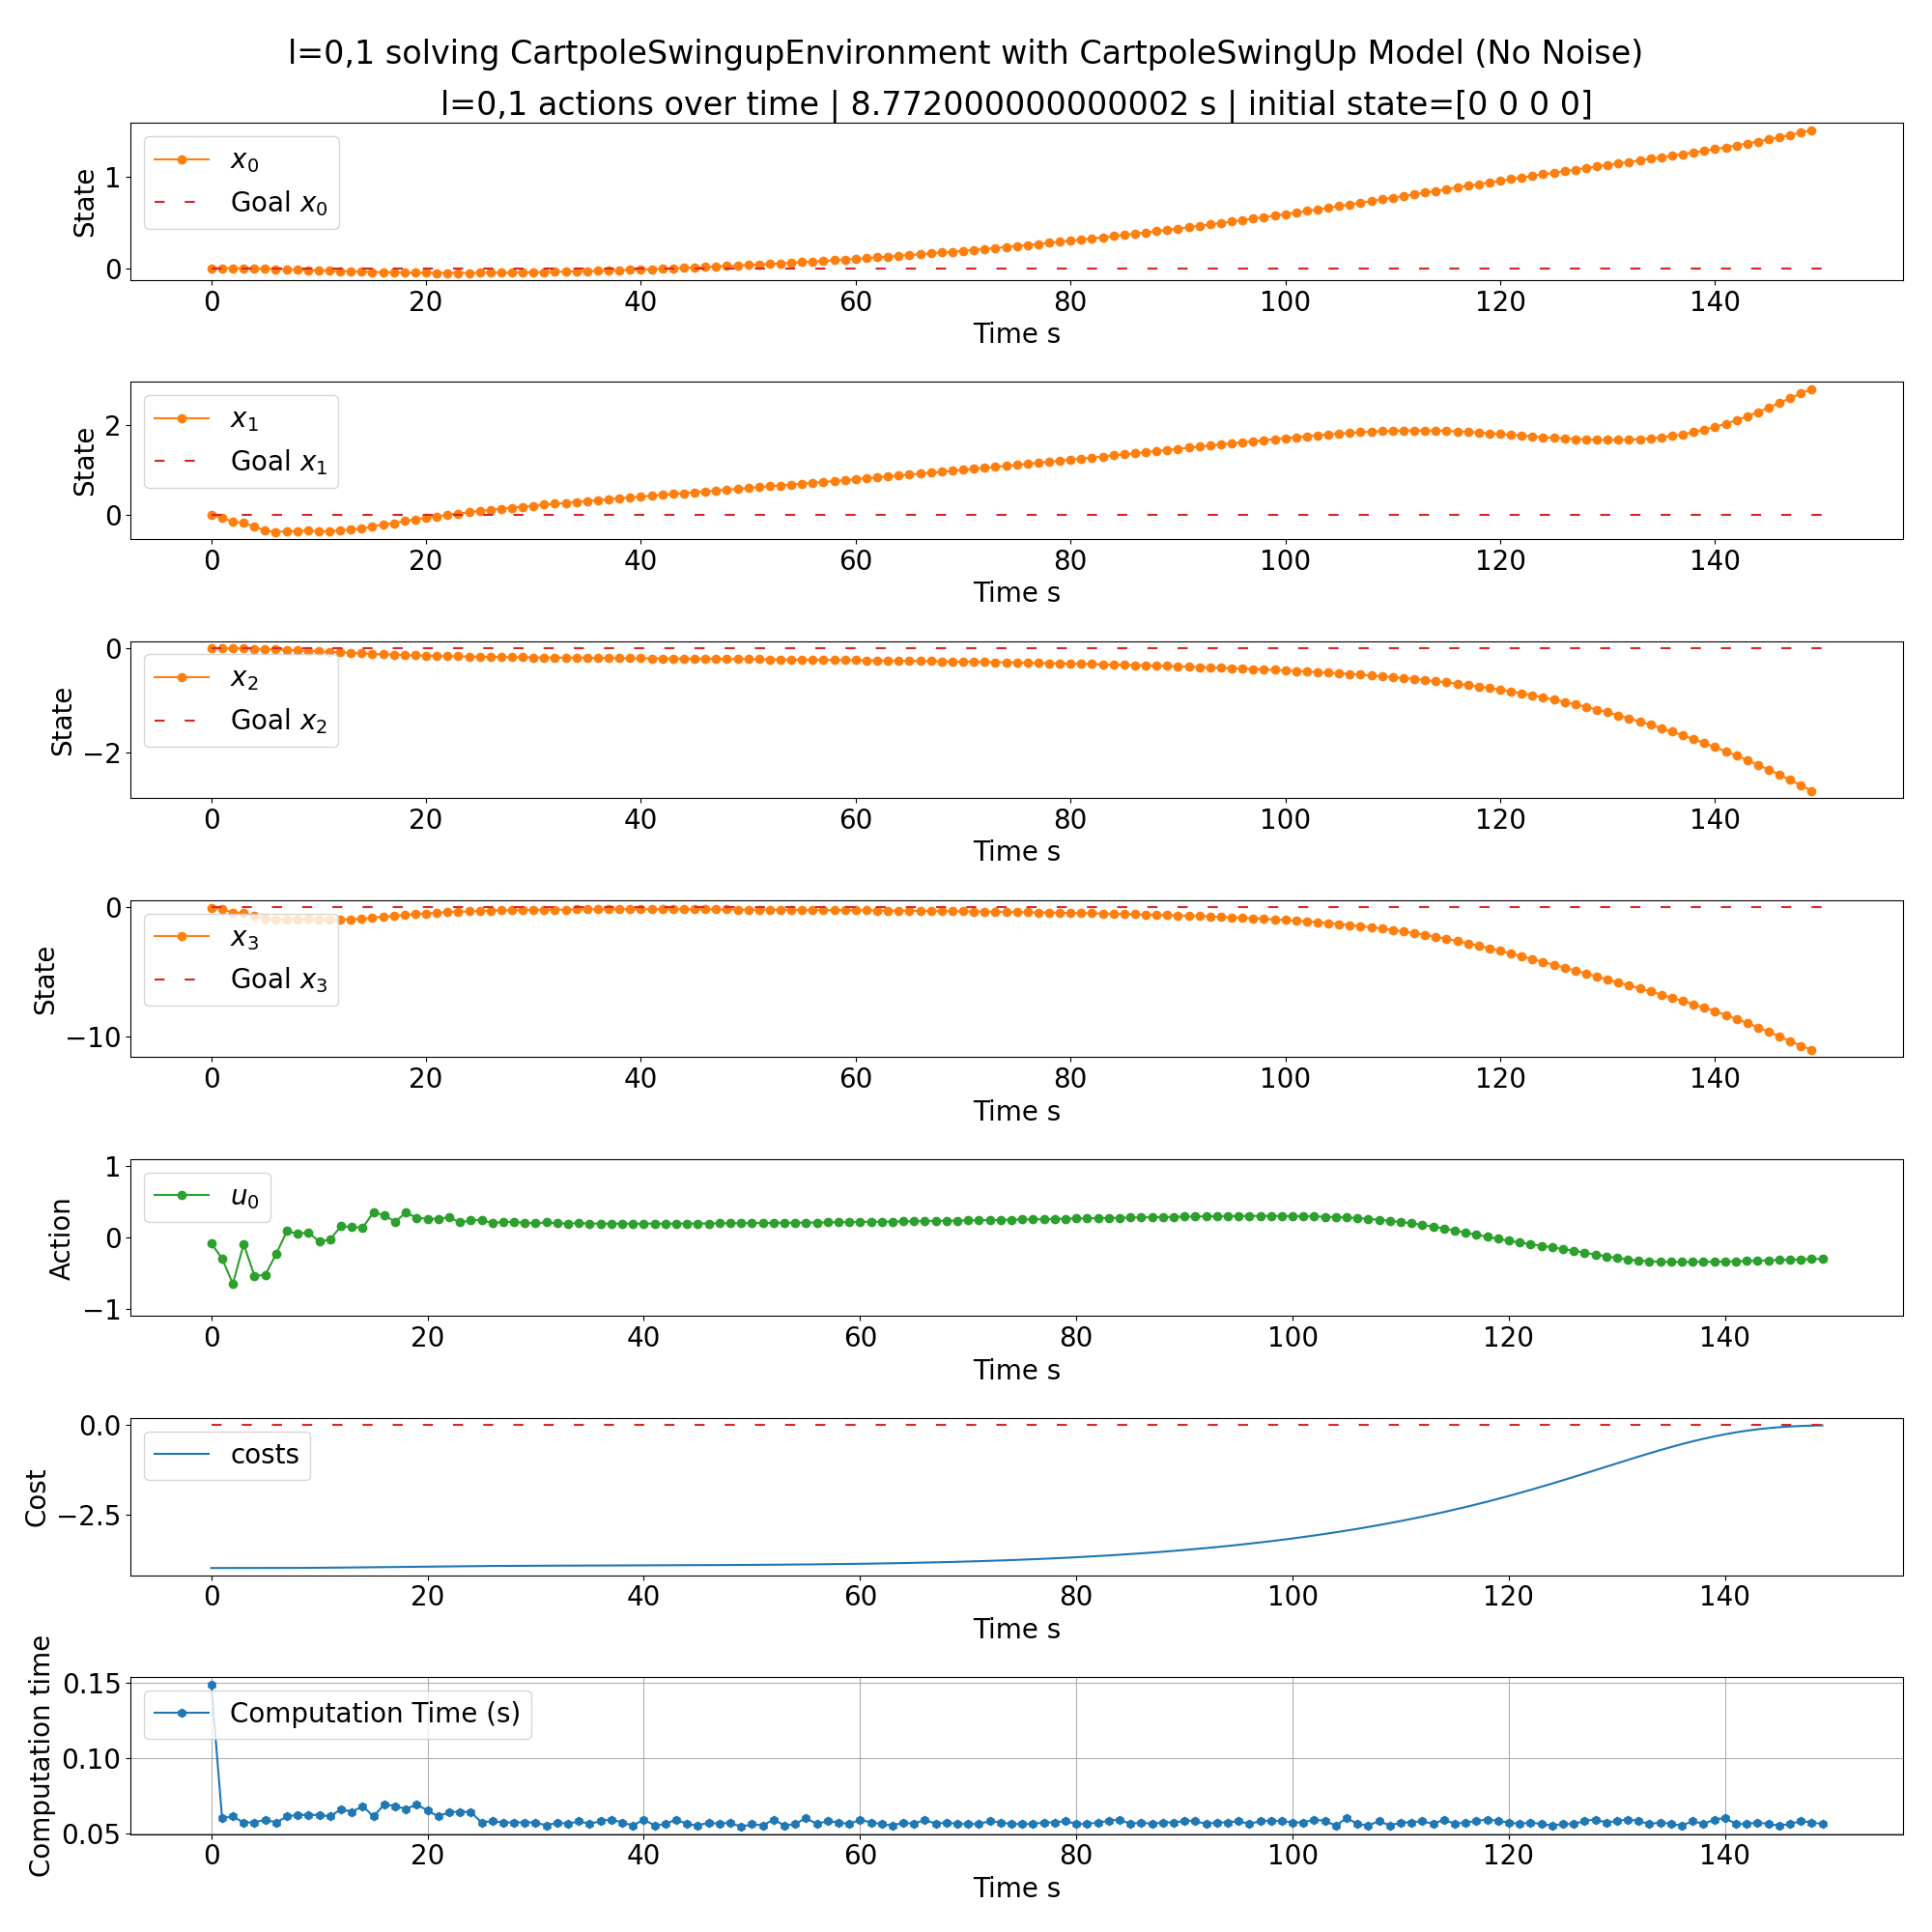 l=0,1 solving CartpoleSwingupEnvironment with CartpoleSwingUp Model (No Noise)
l=0,1 actions over time | 8.772000000000002 s | initial state=[0 0 0 0]
State
1
0
x₀
Goal x₀
0 20 40 60 80 100 120 140
Time s
State
2
0
x₁
Goal x₁
0 20 40 60 80 100 120 140
Time s
State
0
−2
x₂
Goal x₂
0 20 40 60 80 100 120 140
Time s
State
0
−10
x₃
Goal x₃
0 20 40 60 80 100 120 140
Time s
Action
1
0
−1
u₀
0 20 40 60 80 100 120 140
Time s
Cost
0.0
−2.5
costs
0 20 40 60 80 100 120 140
Time s
Computation time
0.15
0.10
0.05
Computation Time (s)
0 20 40 60 80 100 120 140
Time s